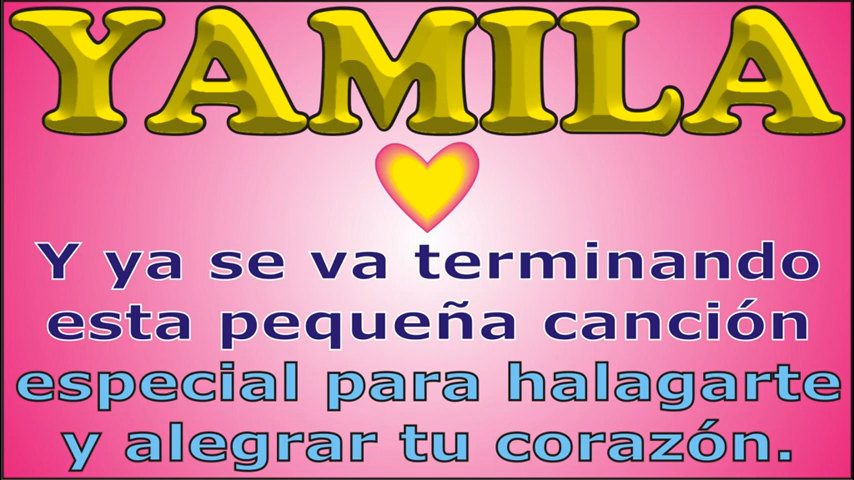 YAMILA
Y ya se va terminando
esta pequeña canción
especial para halagarte
y alegrar tu corazón.